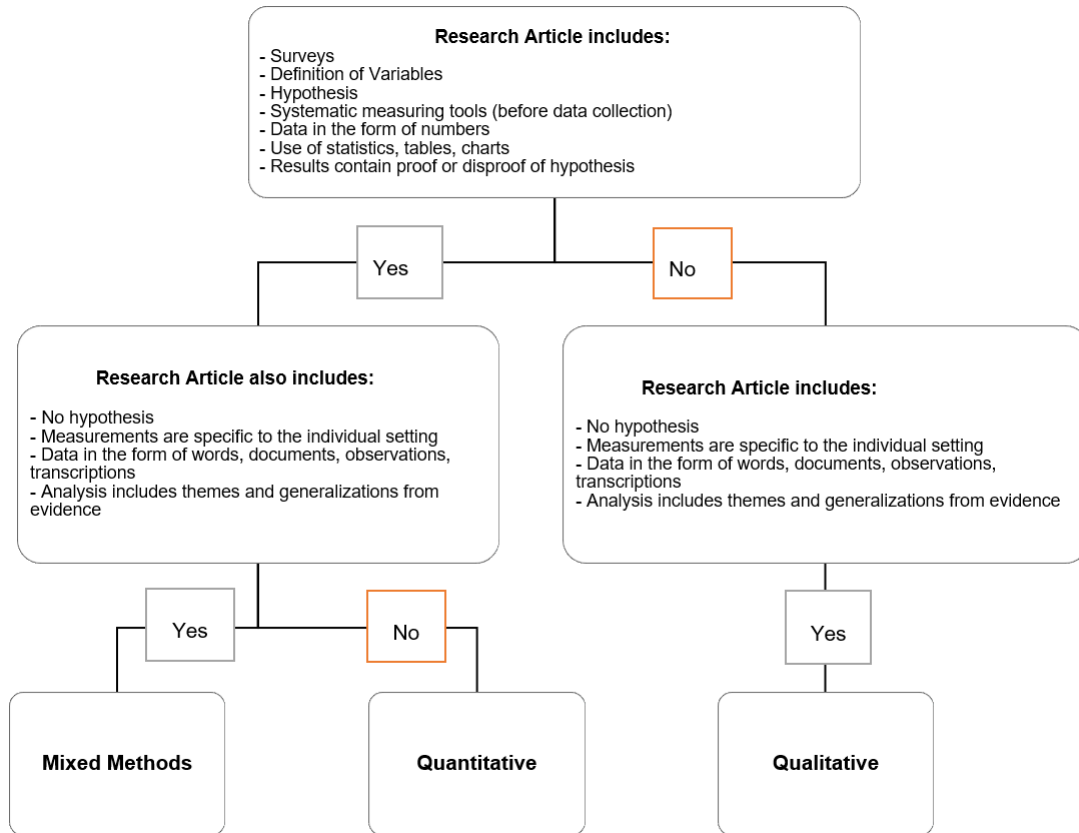 Research Article includes:
- Surveys
- Definition of Variables
- Hypothesis
- Systematic measuring tools (before data collection)
- Data in the form of numbers
- Use of statistics, tables, charts
- Results contain proof or disproof of hypothesis
Yes
No
Research Article also includes:
- No hypothesis
- Measurements are specific to the individual setting
- Data in the form of words, documents, observations,
transcriptions
- Analysis includes themes and generalizations from
evidence
Research Article includes:
- No hypothesis
- Measurements are specific to the individual setting
- Data in the form of words, documents, observations,
transcriptions
- Analysis includes themes and generalizations from evidence
Yes
No
Yes
Mixed Methods
Quantitative
Qualitative